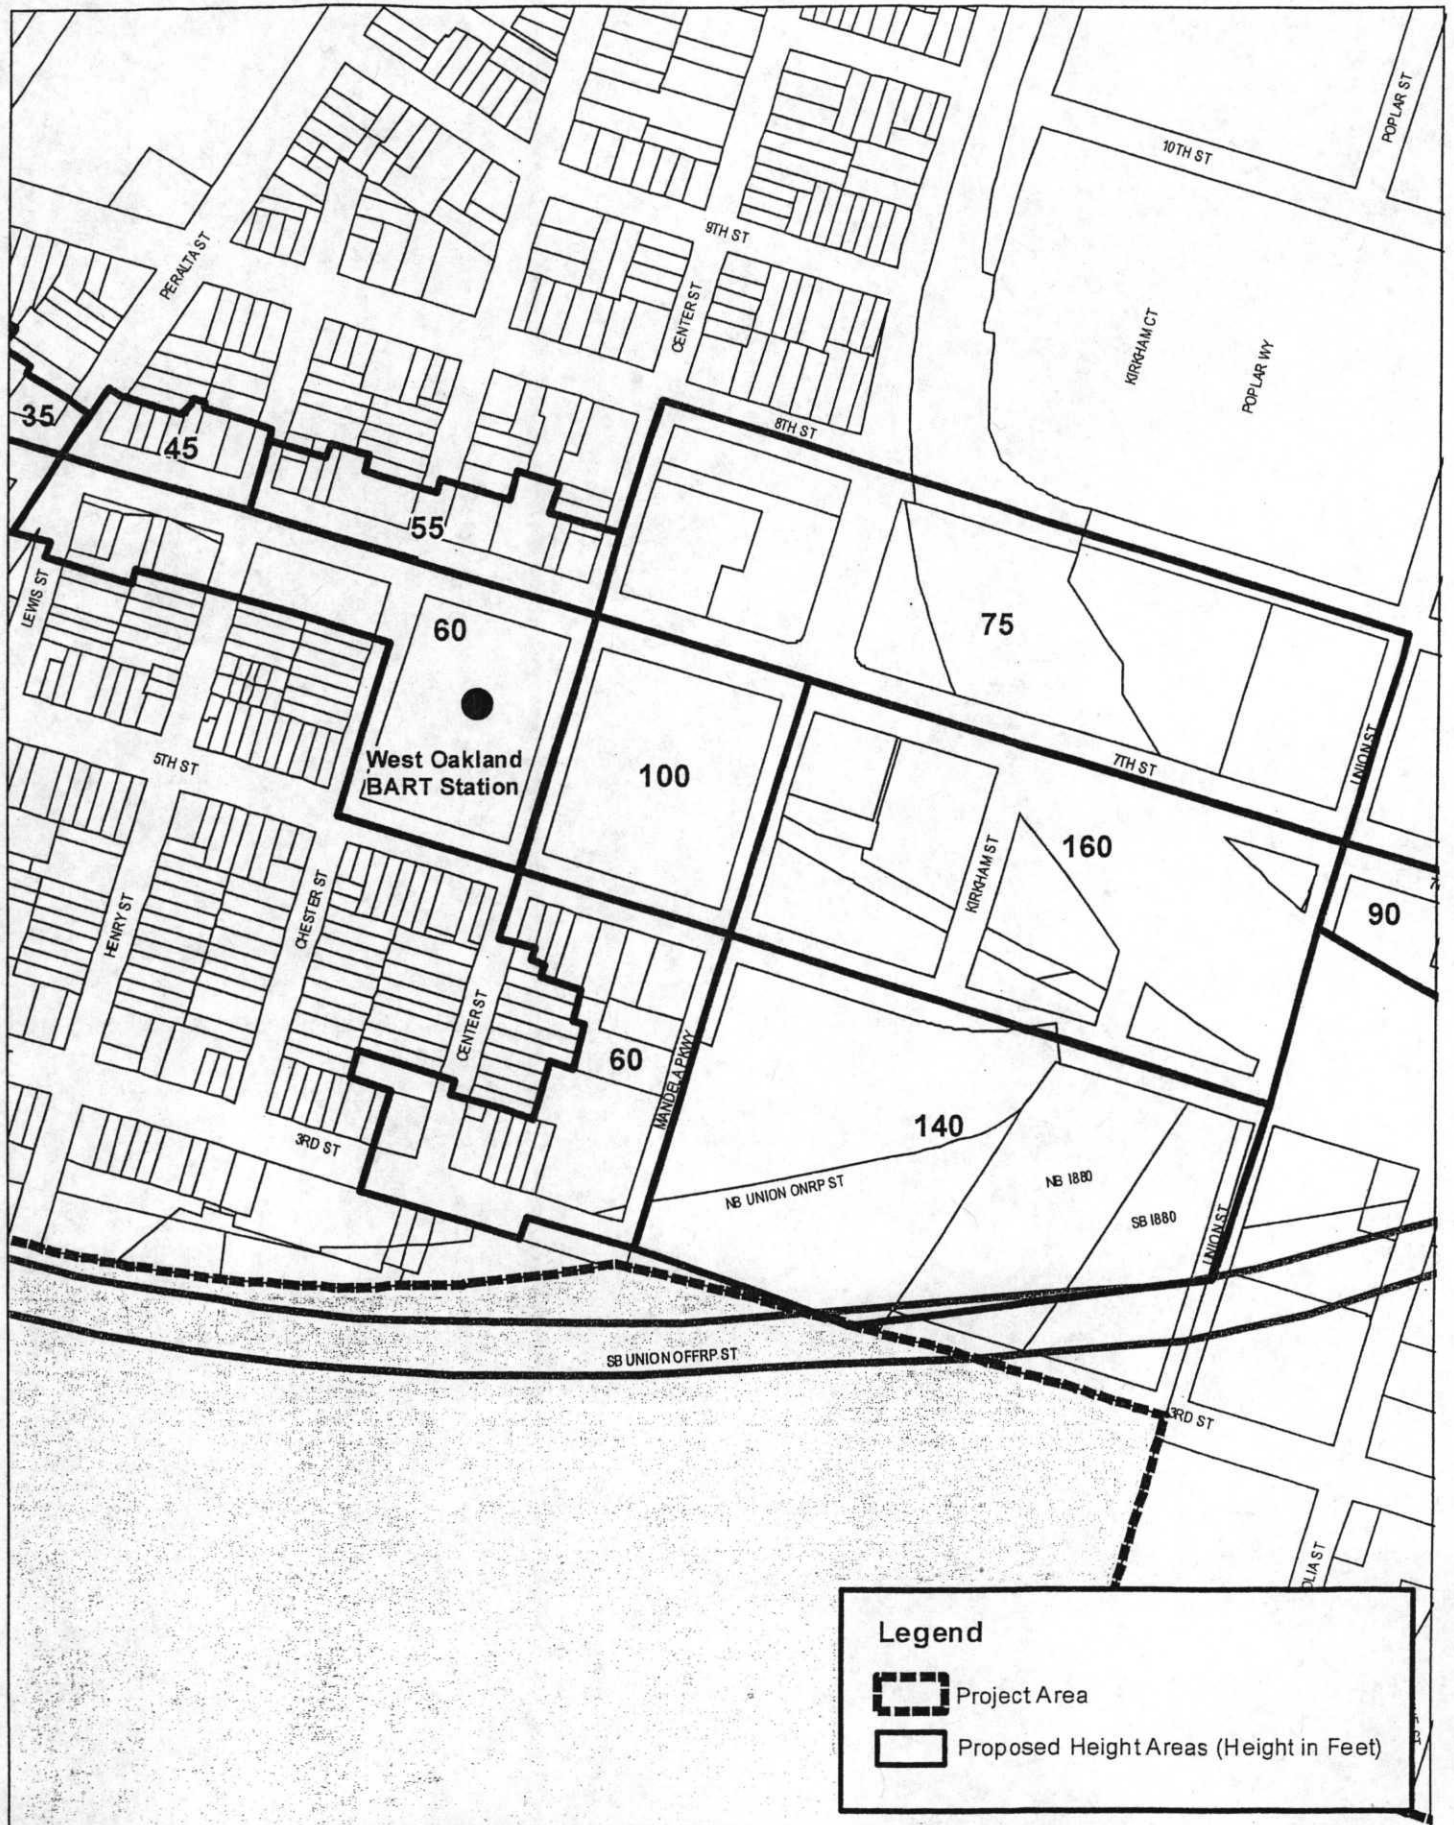 POPLAR ST
10TH ST
9TH ST
PERALTA ST
CENTER ST
KIRKHAM CT
POPLAR WY
8TH ST
35
45
55
LEWIS ST
60
75
West Oakland
BART Station
100
7TH ST
UNION ST
5TH ST
160
KIRKHAM ST
90
HENRY ST
CHESTER ST
CENTER ST
60
MANDELA PKWY
140
3RD ST
NB UNION ONRP ST
NB I880
SB I880
UNION ST
SB UNION OFFRP ST
3RD ST
Legend
Project Area
Proposed Height Areas (Height in Feet)